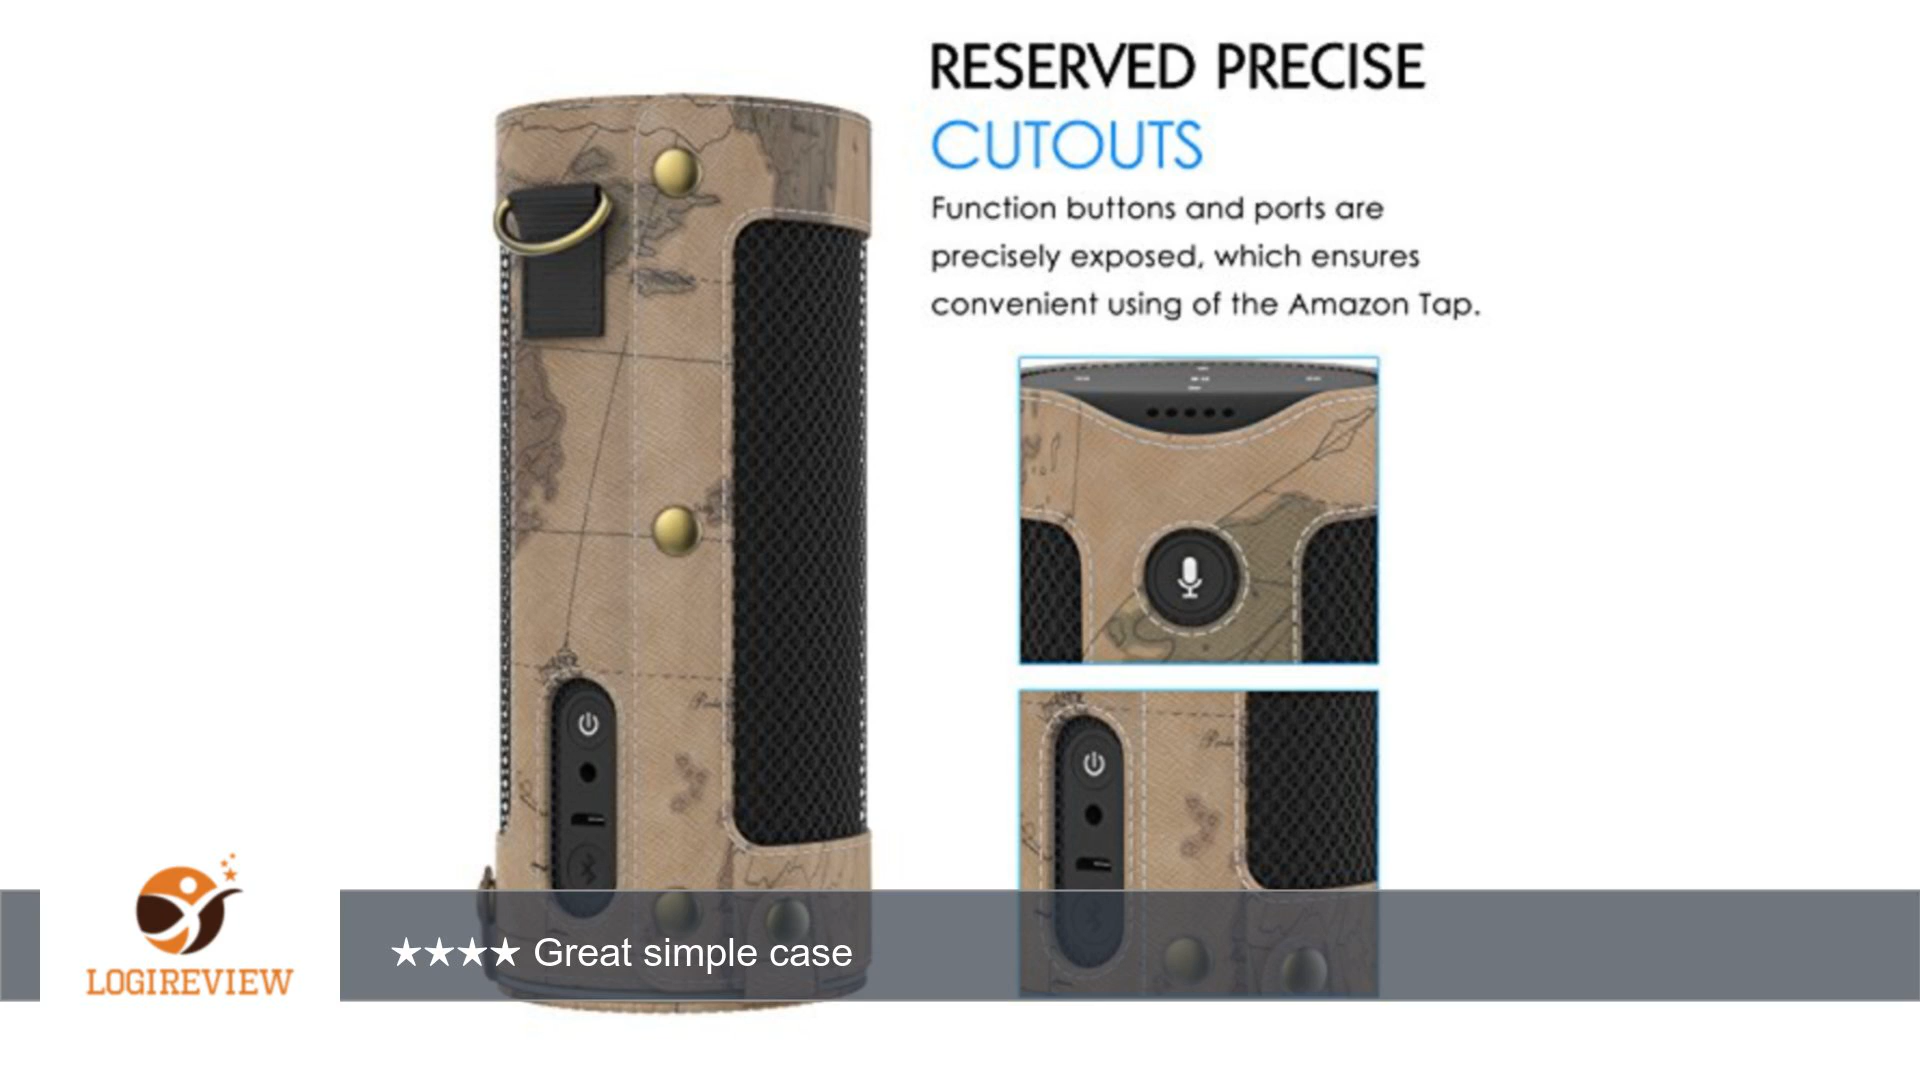 RESERVED PRECISE
CUTOUTS
Function buttons and ports are
precisely exposed, which ensures
convenient using of the Amazon Tap.
★★★★ Great simple case
LOGIREVIEW